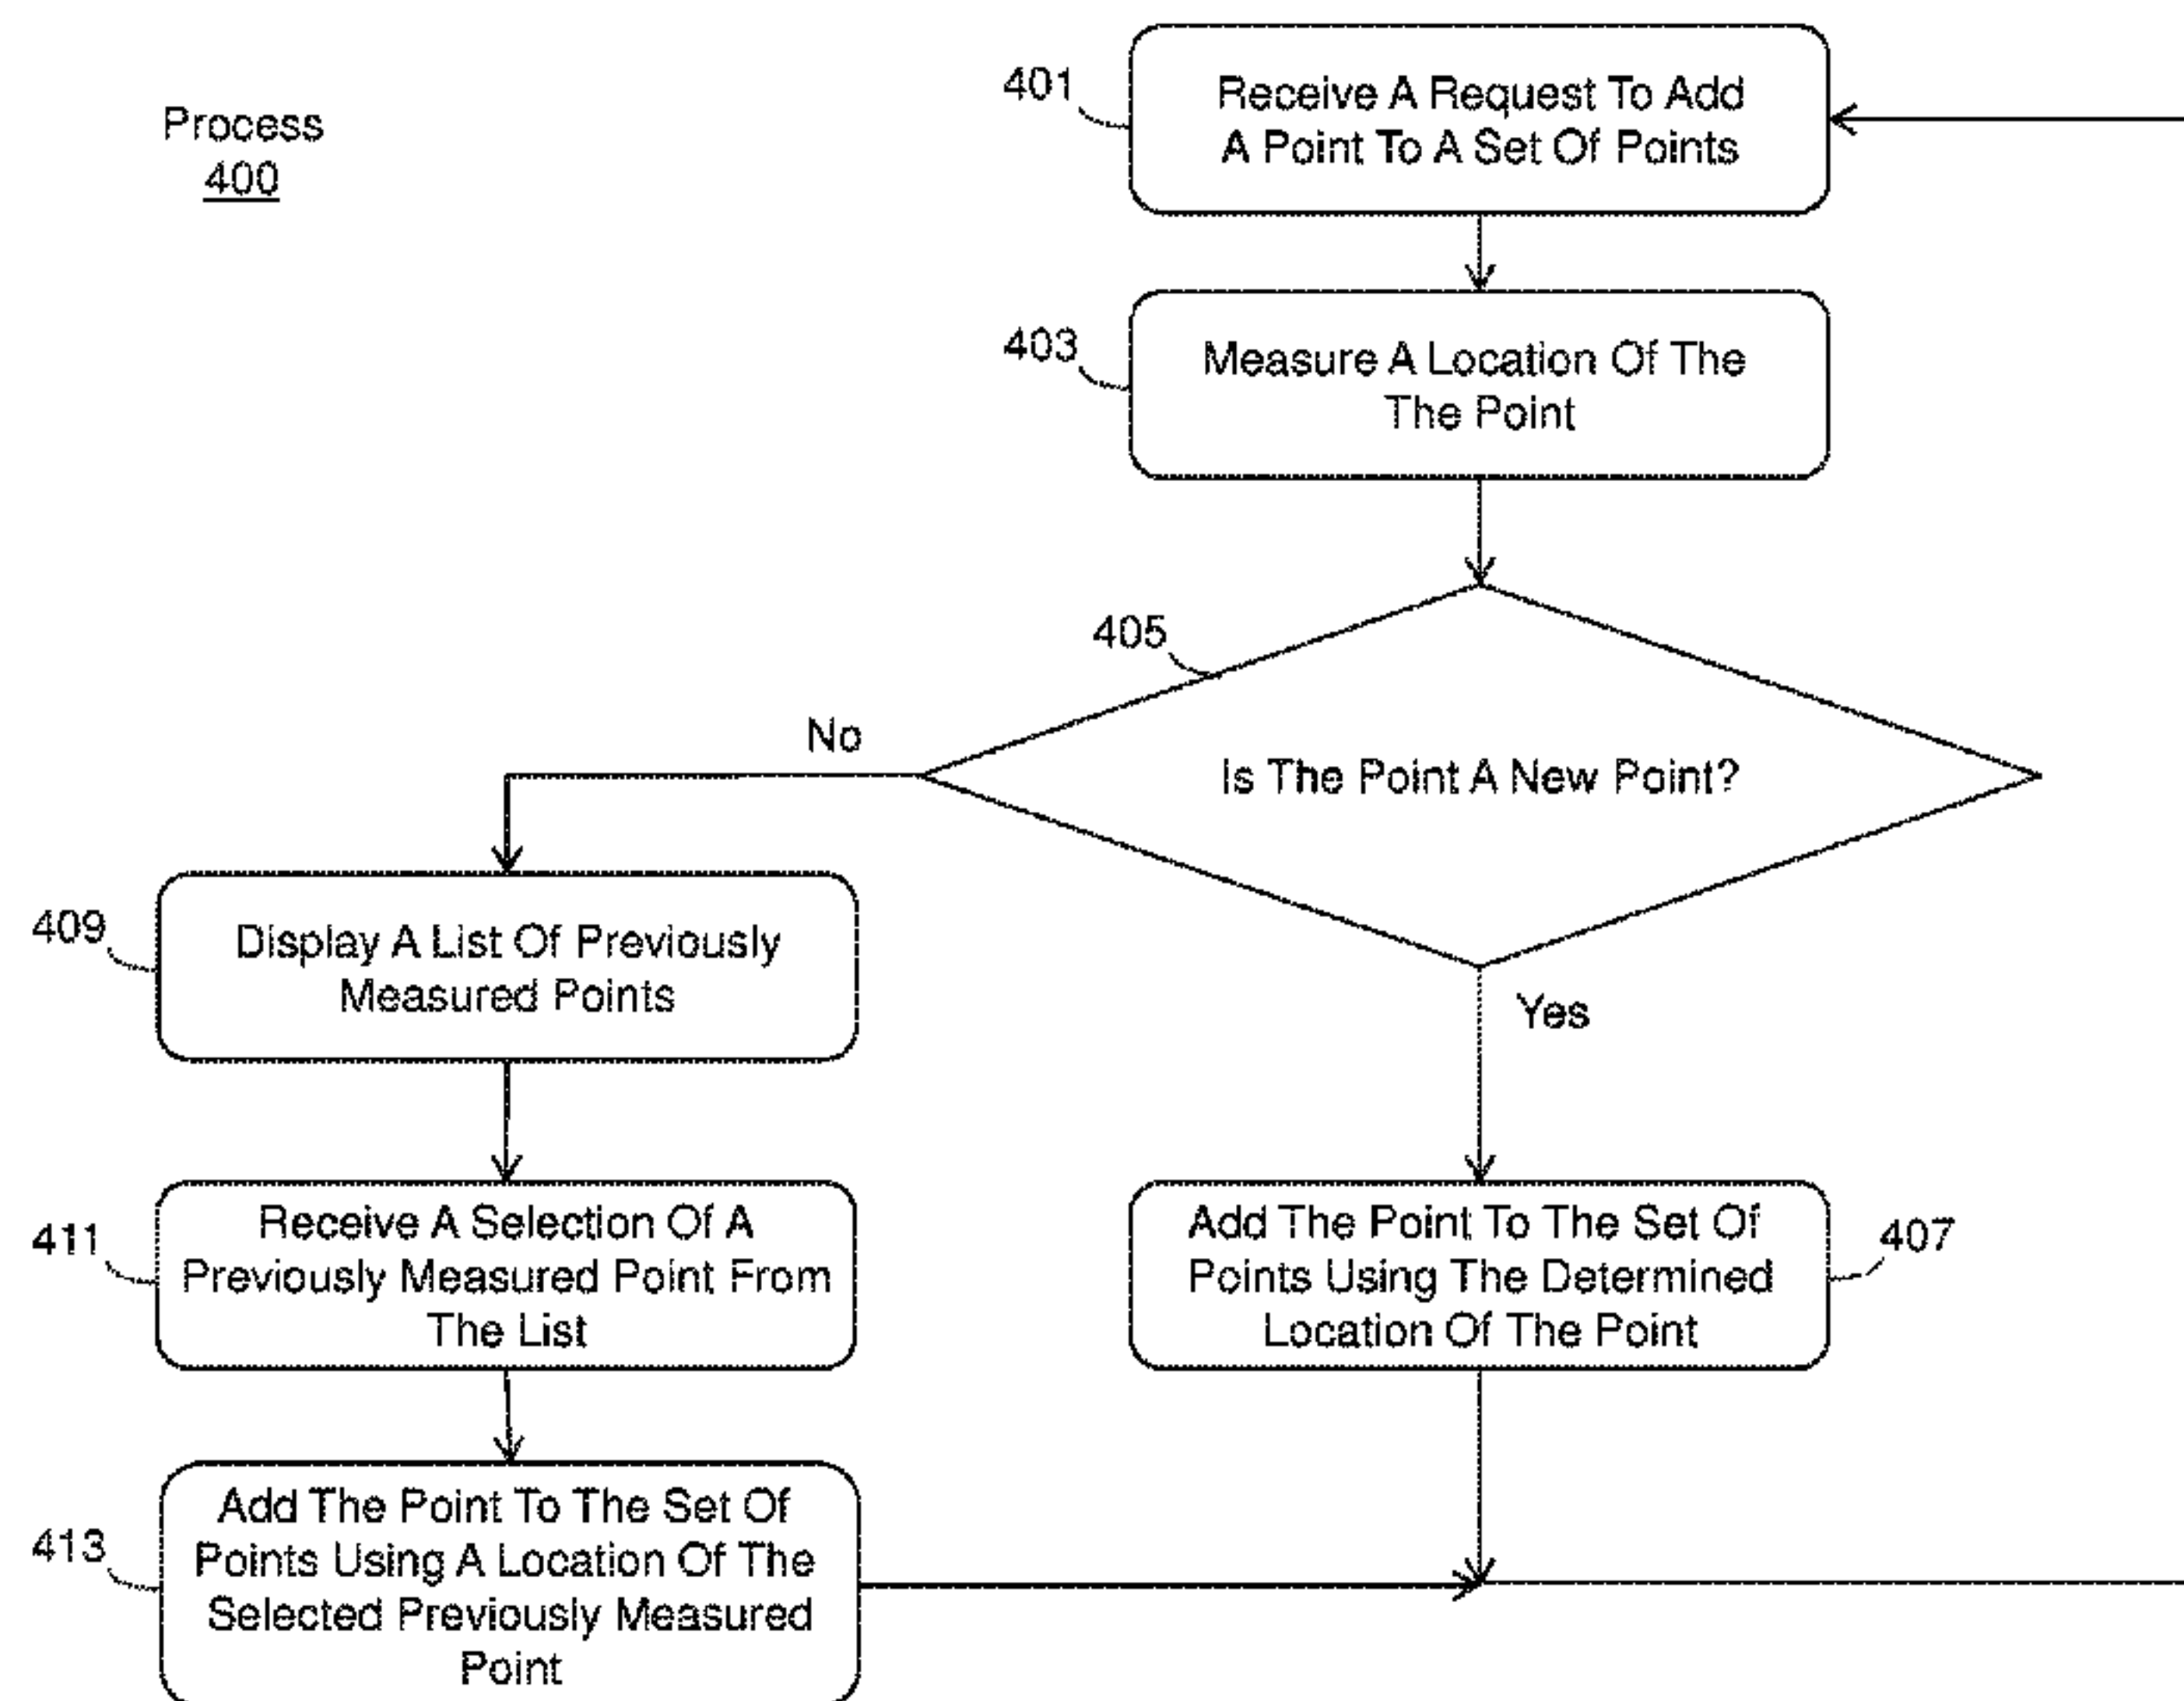 Process
400
401
Receive A Request To Add
A Point To A Set Of Points
403
Measure A Location Of The
The Point
405
Is The Point A New Point?
No
Yes
409
Display A List Of Previously
Measured Points
411
Receive A Selection Of A
Previously Measured Point From
The List
Add The Point To The Set Of
Points Using The Determined
Location Of The Point
407
413
Add The Point To The Set Of
Points Using A Location Of The
Selected Previously Measured
Point